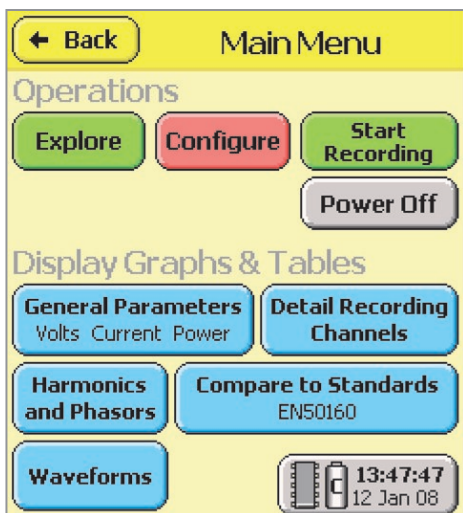 Back
Main Menu
Operations
Explore
Configure
Start
Recording
Power Off
Display Graphs & Tables
General Parameters
Volts Current Power
Detail Recording
Channels
Harmonics
and Phasors
Compare to Standards
EN50160
Waveforms
C
13:47:47
12 Jan 08